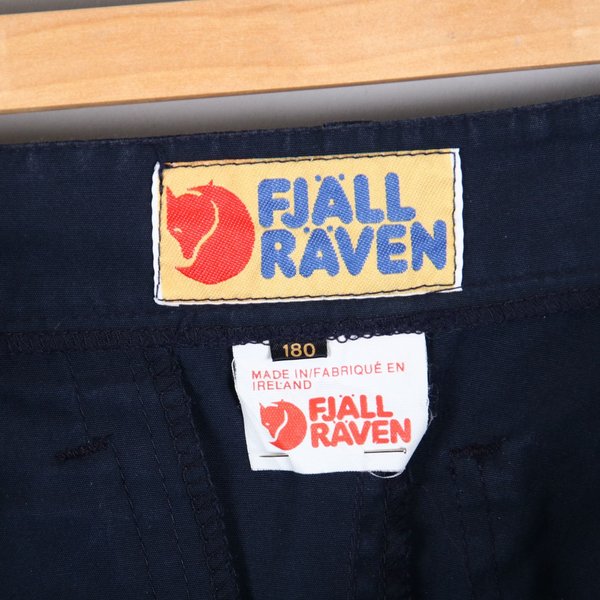 FJÄLL
RÄVEN
180
MADE IN/FABRIQUÉ EN
IRELAND
FJÄLL
RÄVEN